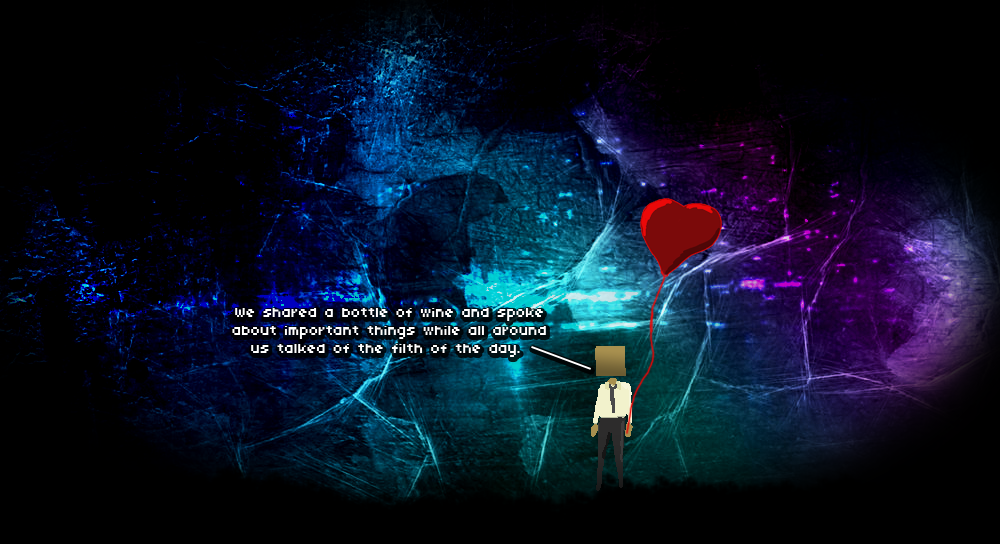 We shared a bottle of wine and spoke
about important things while all around
us talked of the filth of the day.